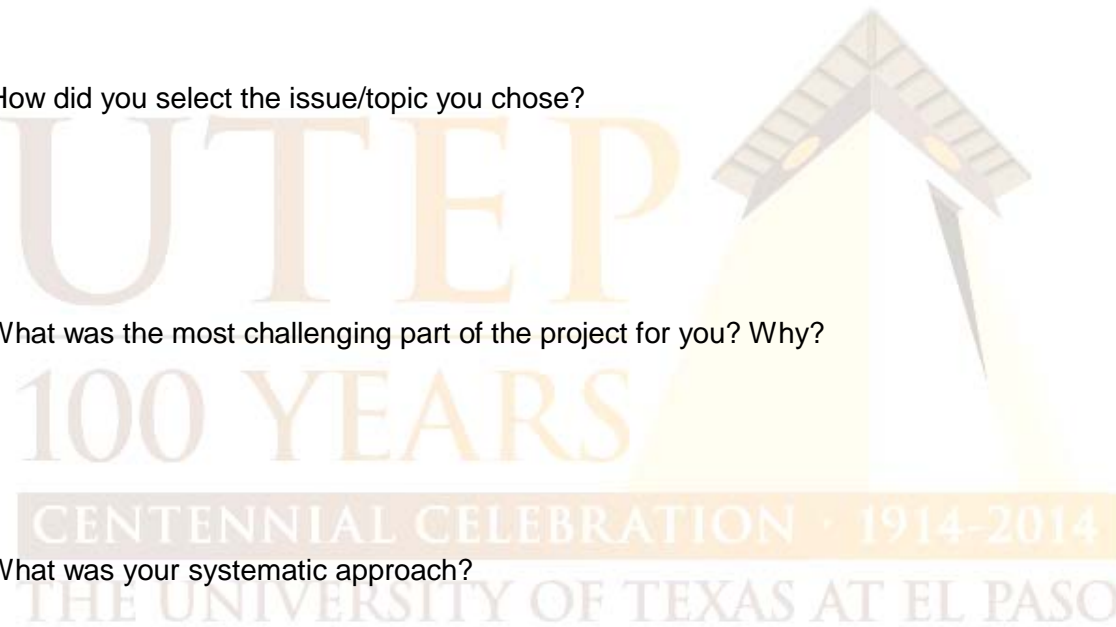 How did you select the issue/topic you chose?
UTEP
What was the most challenging part of the project for you? Why?
100 YEARS
CENTENNIAL CELEBRATION · 1914-2014
What was your systematic approach?
THE UNIVERSITY OF TEXAS AT EL PASO